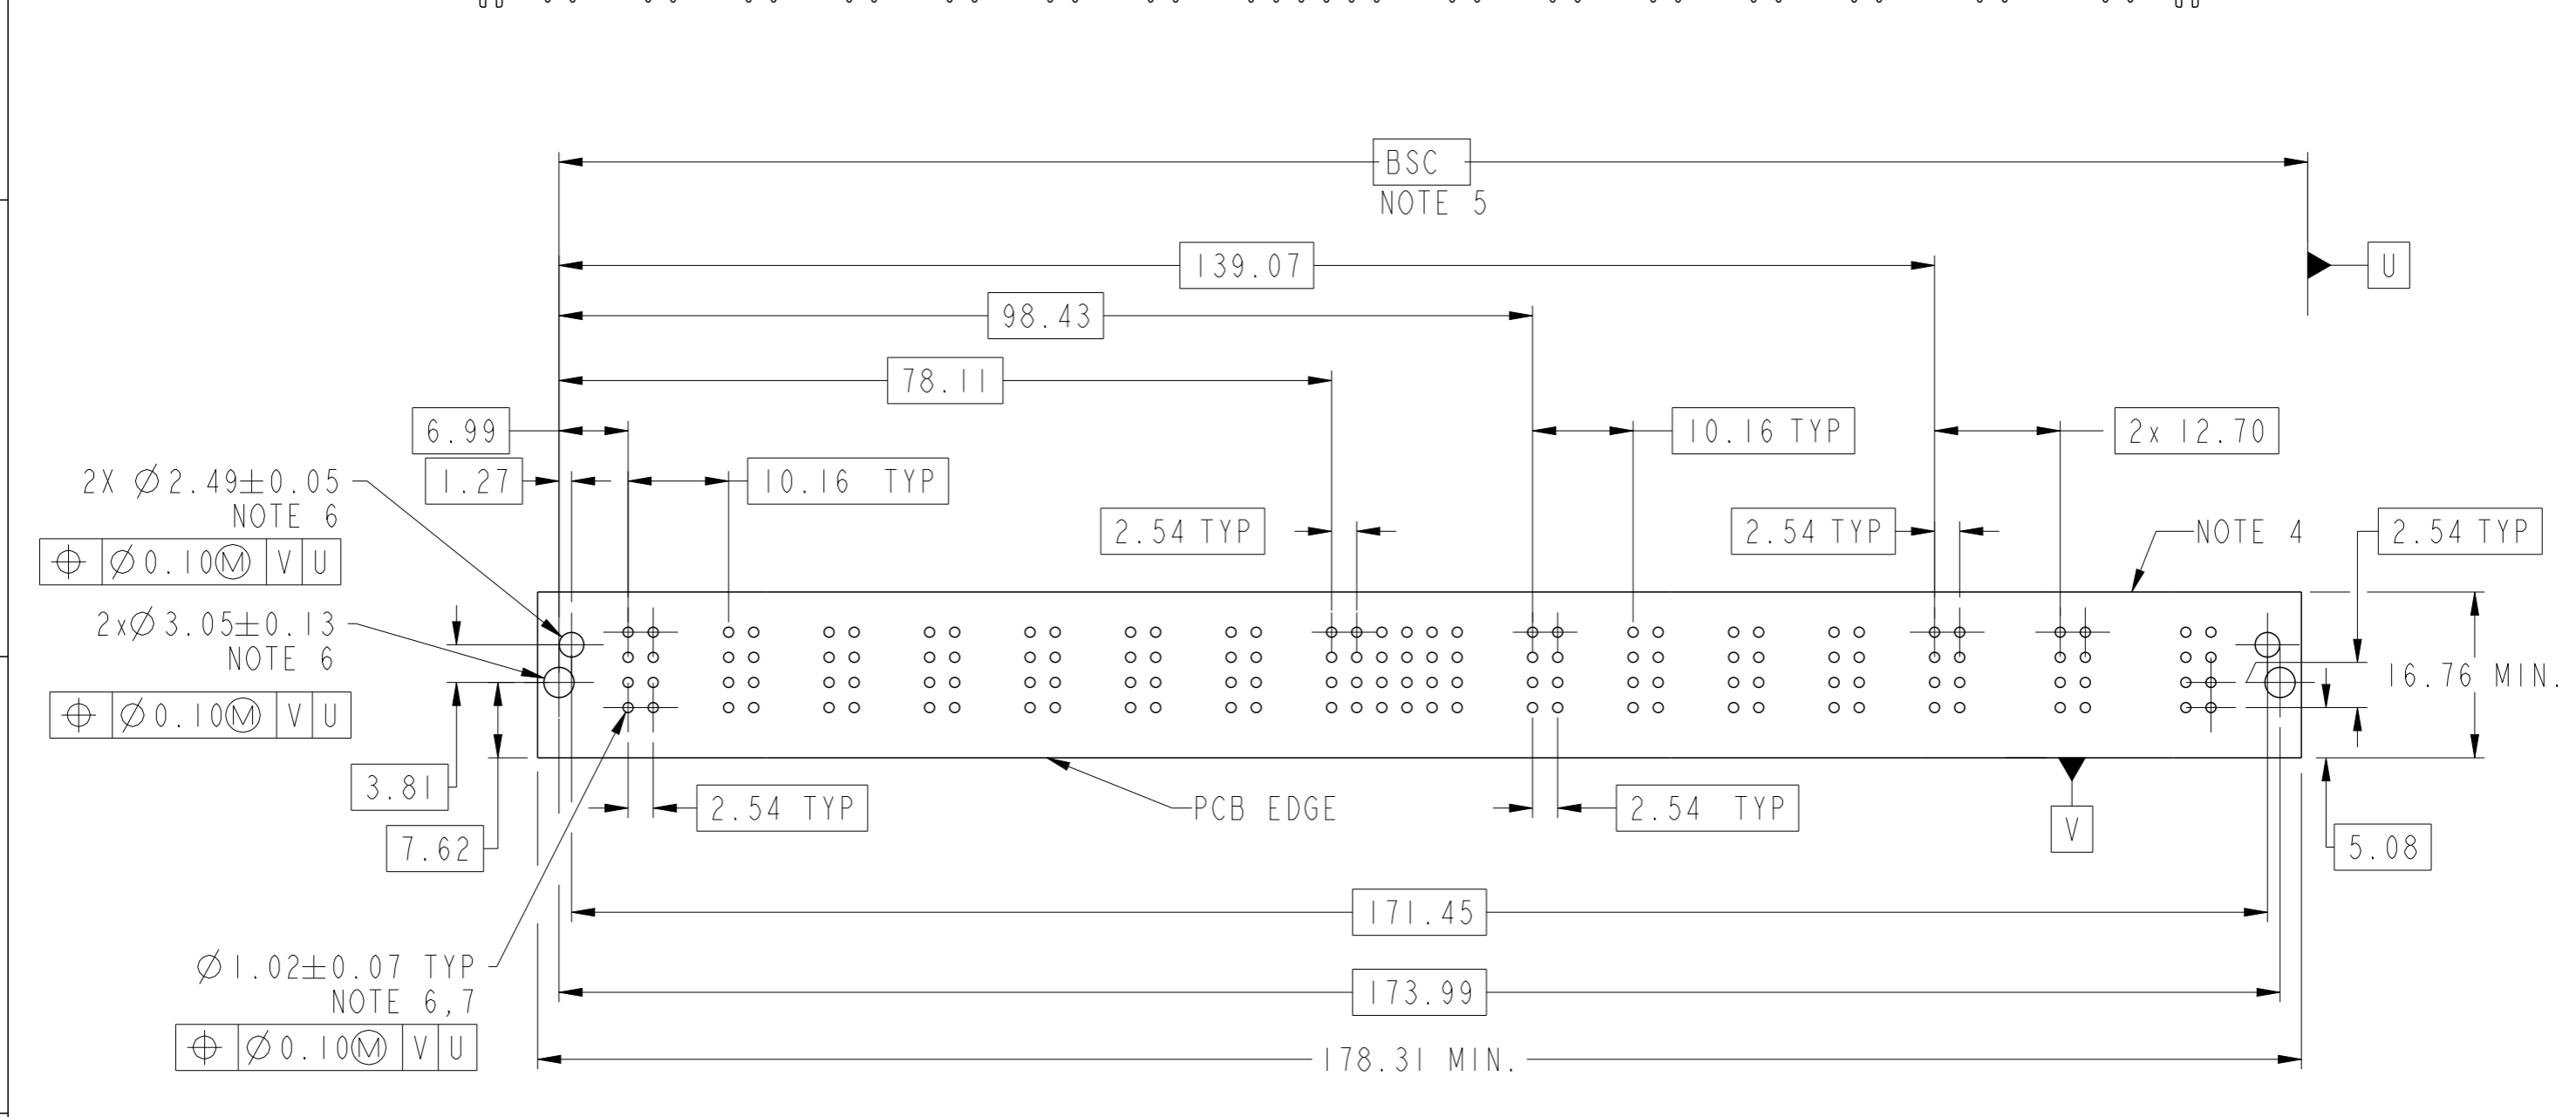 BSC
NOTE 5
139.07
U
98.43
78.11
6.99
10.16 TYP
2x 12.70
2X Ø2.49±0.05
NOTE 6
1.27
10.16 TYP
2.54 TYP
2.54 TYP
NOTE 4
2.54 TYP
⌖ Ø0.10Ⓜ V U
2xØ3.05±0.13
NOTE 6
16.76 MIN.
⌖ Ø0.10Ⓜ V U
3.81
2.54 TYP
PCB EDGE
2.54 TYP
V
7.62
5.08
171.45
Ø1.02±0.07 TYP
NOTE 6,7
173.99
⌖ Ø0.10Ⓜ V U
178.31 MIN.